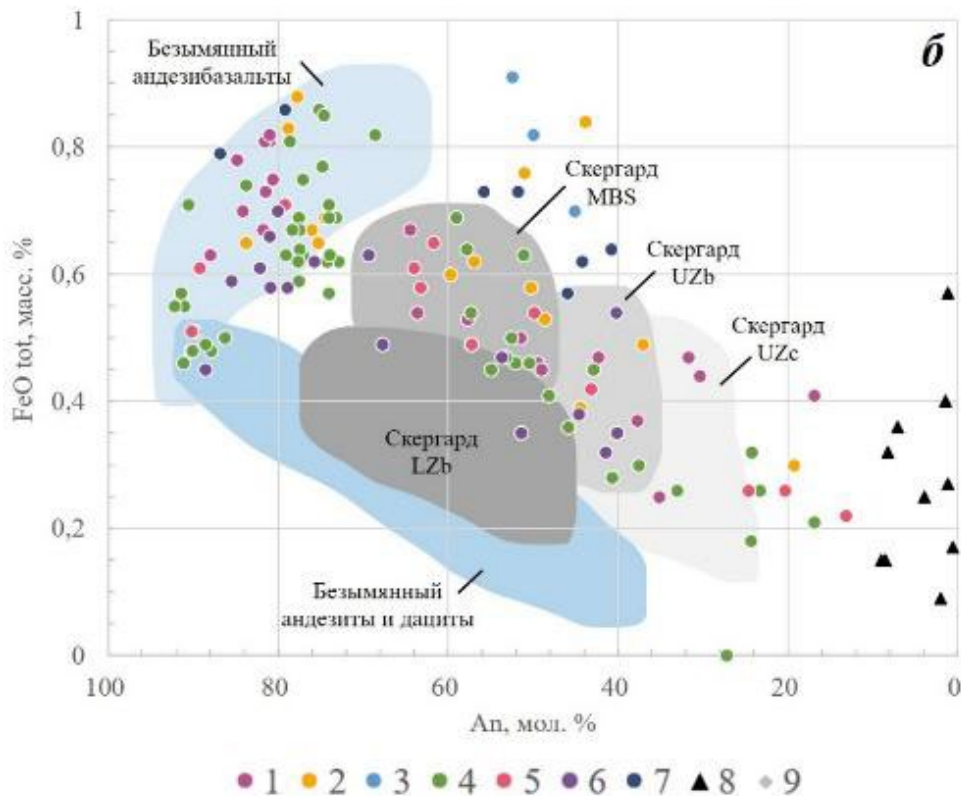 1
б
Безымянный
андезибазальты
0,8
Скергард
MBS
FeO tot, масс. %
0,6
Скергард
UZb
Скергард
UZc
0,4
Скергард
LZb
0,2
Безымянный
андезиты и дациты
0
100 80 60 40 20 0
An, мол. %
1 2 3 4 5 6 7 8 9